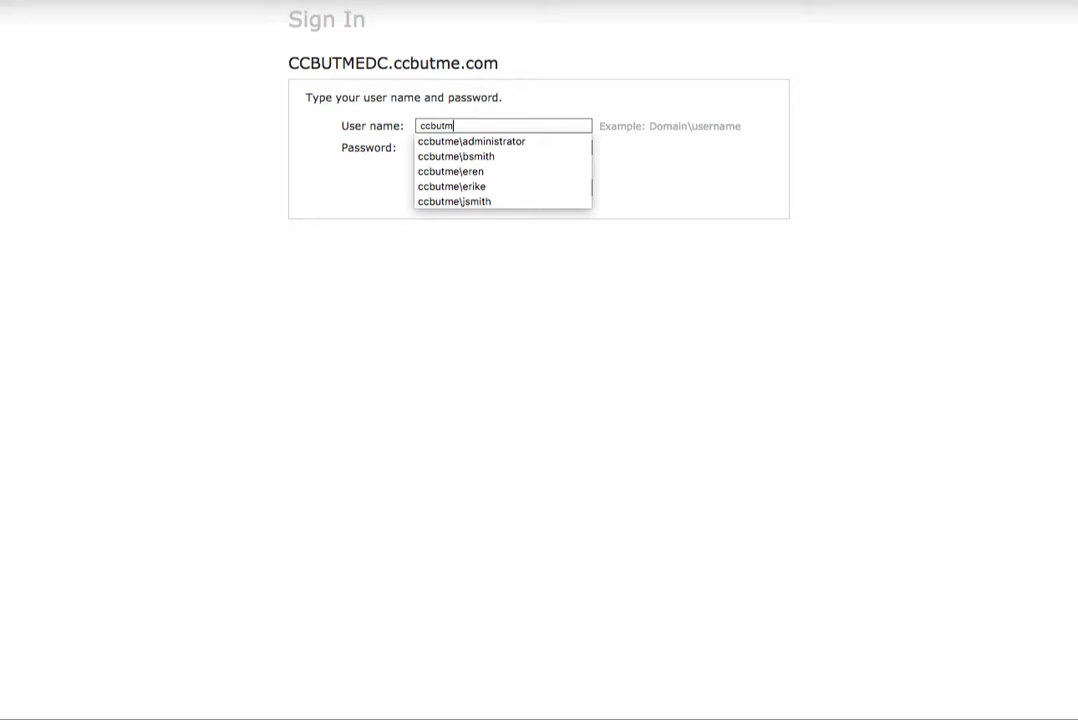 Sign In
CCBUTMEDC.ccbutme.com
Type your user name and password.
User name: ccbutm Example: Domain\username
ccbutme\administrator
Password:
ccbutme\bsmith
ccbutme\eren
ccbutme\erike
ccbutme\jsmith